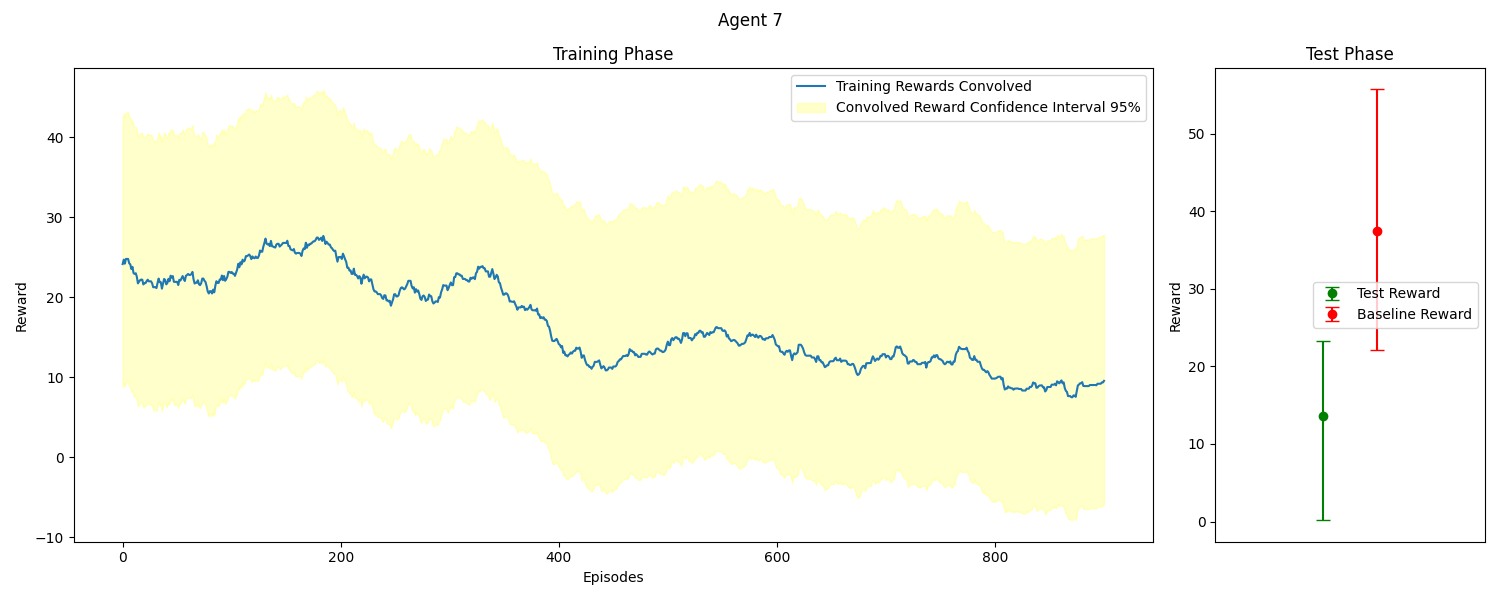 Agent 7
Training Phase
Test Phase
Training Rewards Convolved
Convolved Reward Confidence Interval 95%
Reward
40
30
20
10
0
−10
0
200
400
600
800
Episodes
Reward
50
40
30
20
10
0
Test Reward
Baseline Reward